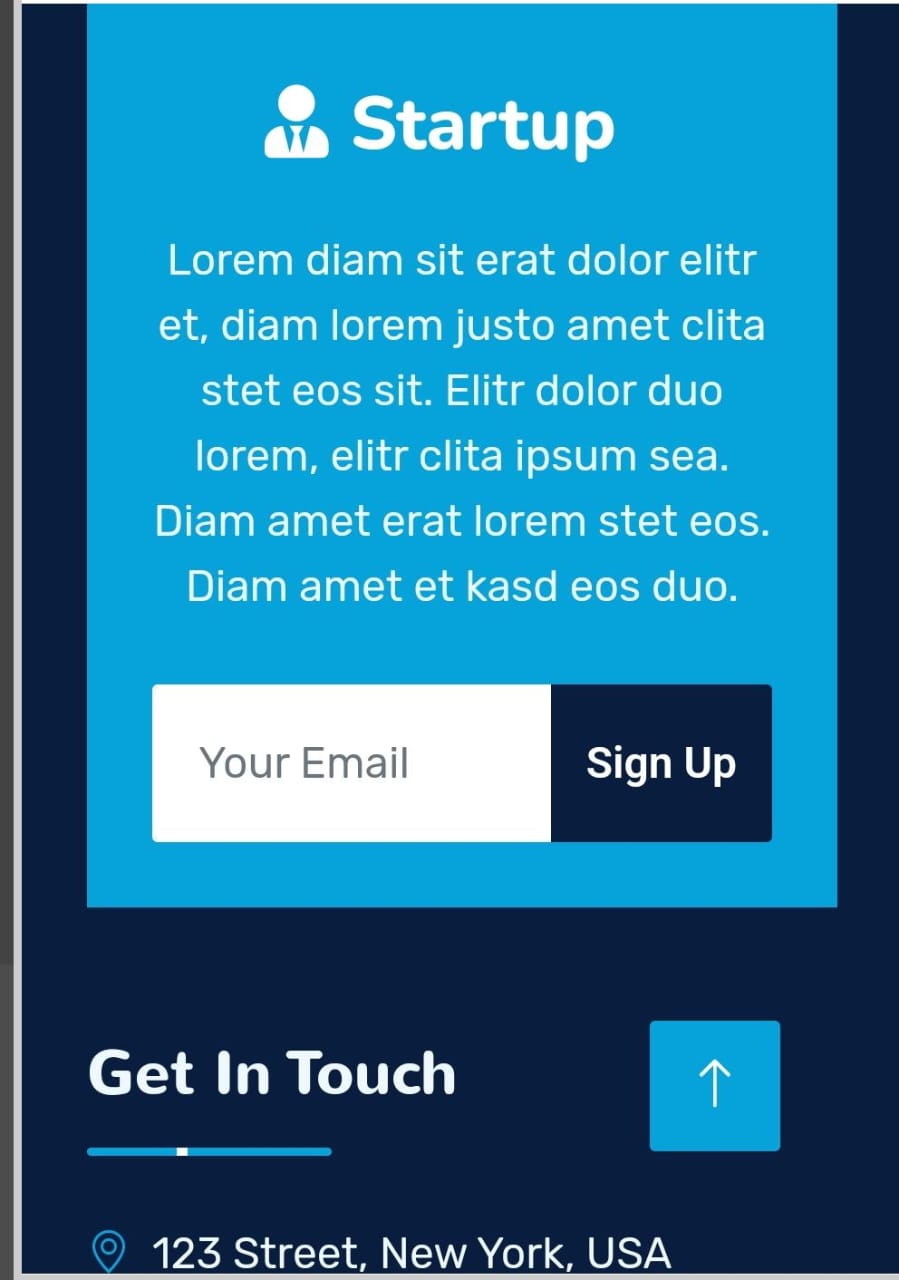 Startup
Lorem diam sit erat dolor elitr
et, diam lorem justo amet clita
stet eos sit. Elitr dolor duo
lorem, elitr clita ipsum sea.
Diam amet erat lorem stet eos.
Diam amet et kasd eos duo.
Your Email
Sign Up
Get In Touch
123 Street, New York, USA